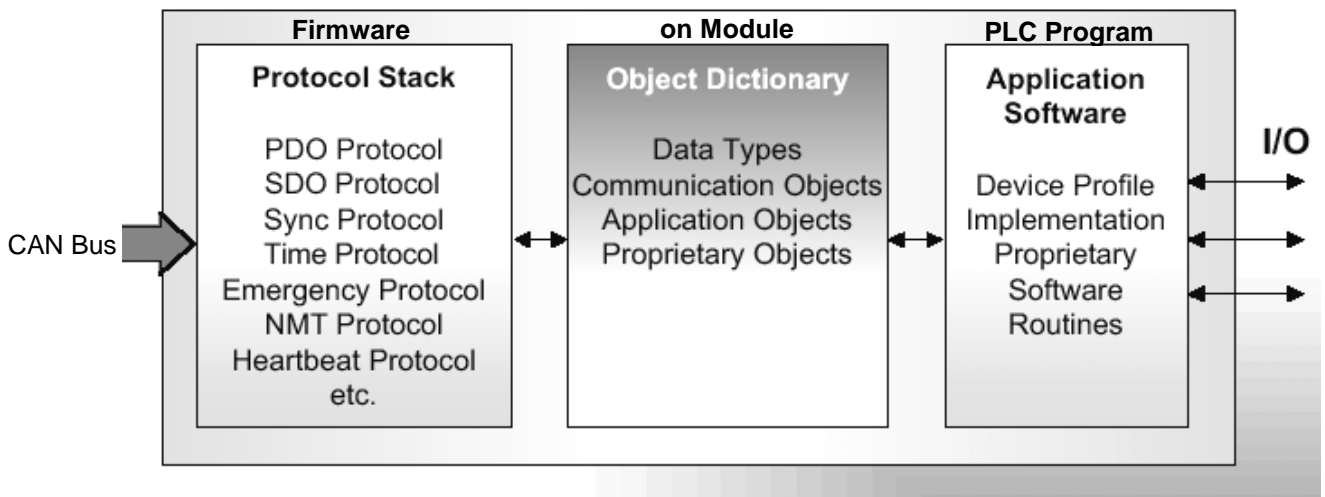 Firmware
on Module
PLC Program
CAN Bus
Protocol Stack
PDO Protocol
SDO Protocol
Sync Protocol
Time Protocol
Emergency Protocol
NMT Protocol
Heartbeat Protocol
etc.
Object Dictionary
Data Types
Communication Objects
Application Objects
Proprietary Objects
Application
Software
Device Profile
Implementation
Proprietary
Software
Routines
I/O